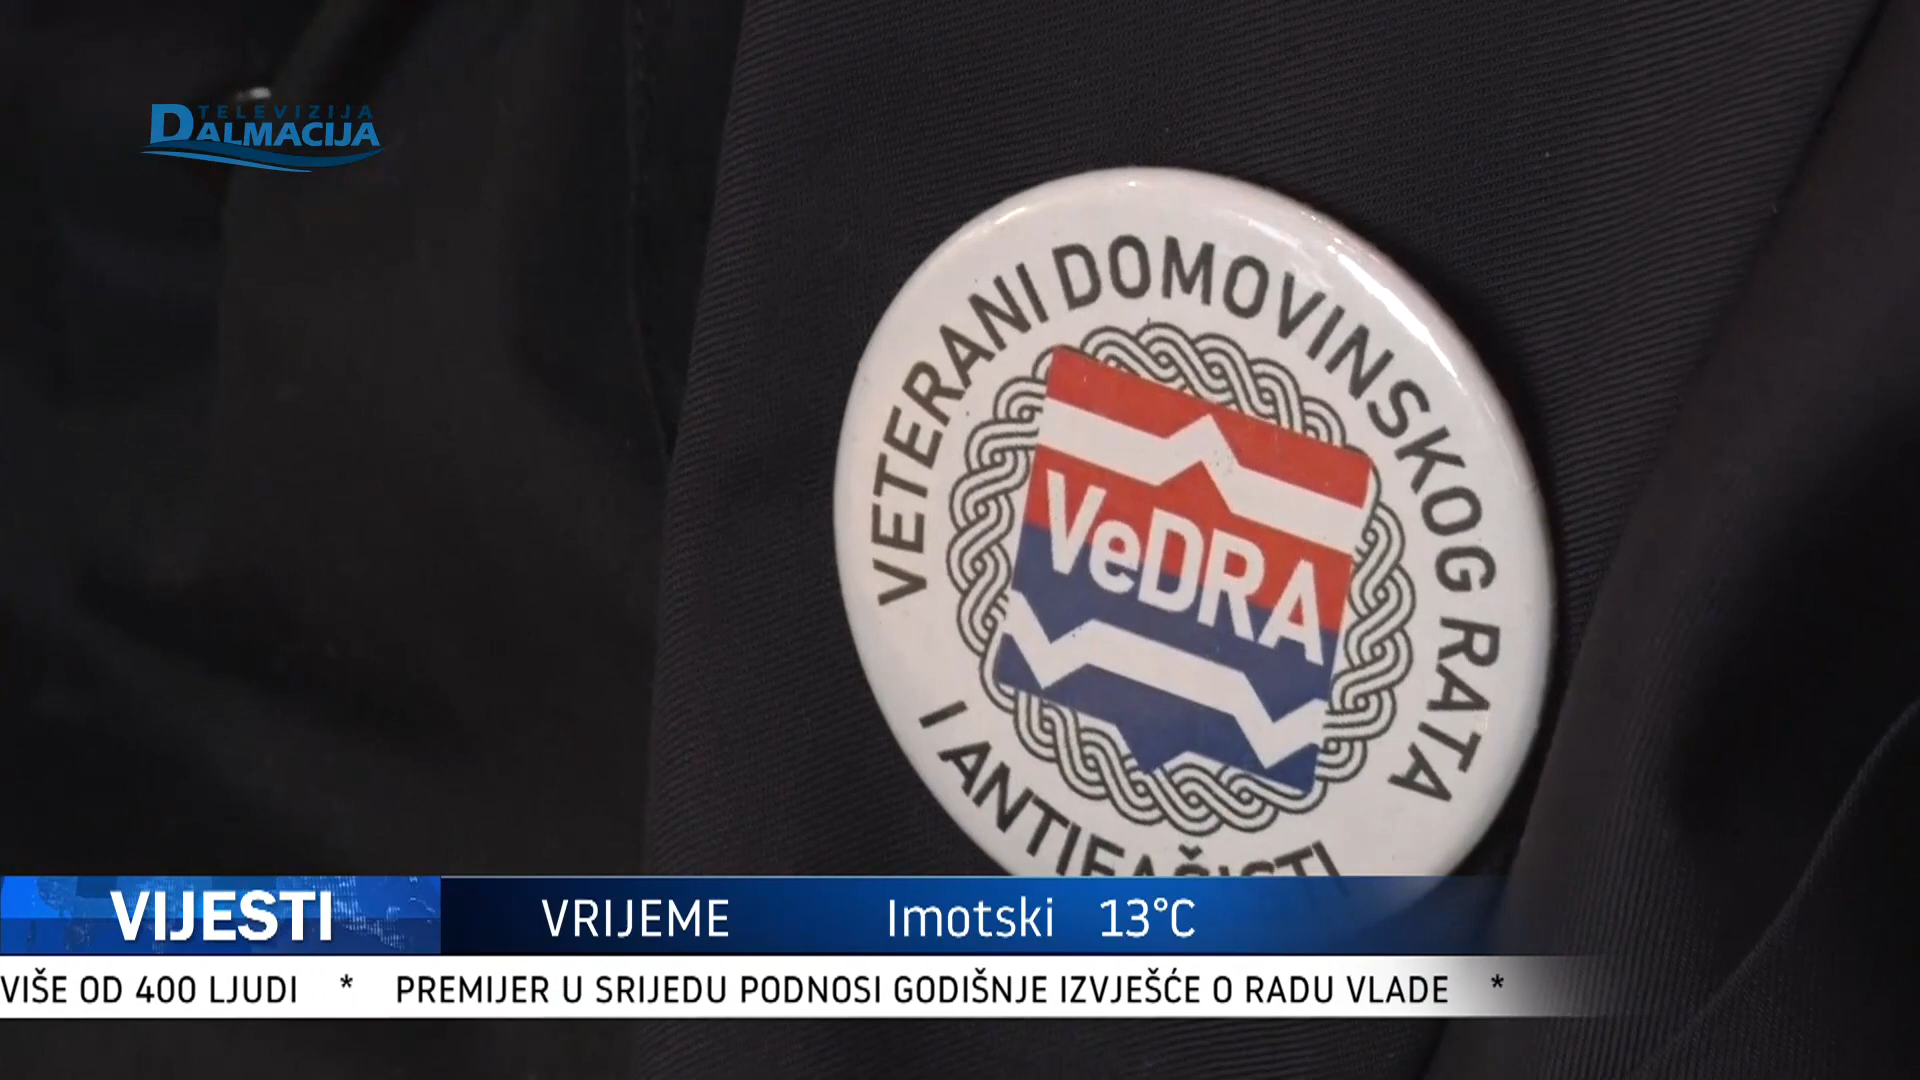 TELEVIZIJA
DALMACIJA
VETERANI DOMOVINSKOG RATA
VeDRA
I ANTIFAŠISTI
VIJESTI
VRIJEME Imotski 13°C
VIŠE OD 400 LJUDI * PREMIJER U SRIJEDU PODNOSI GODIŠNJE IZVJEŠĆE O RADU VLADE *